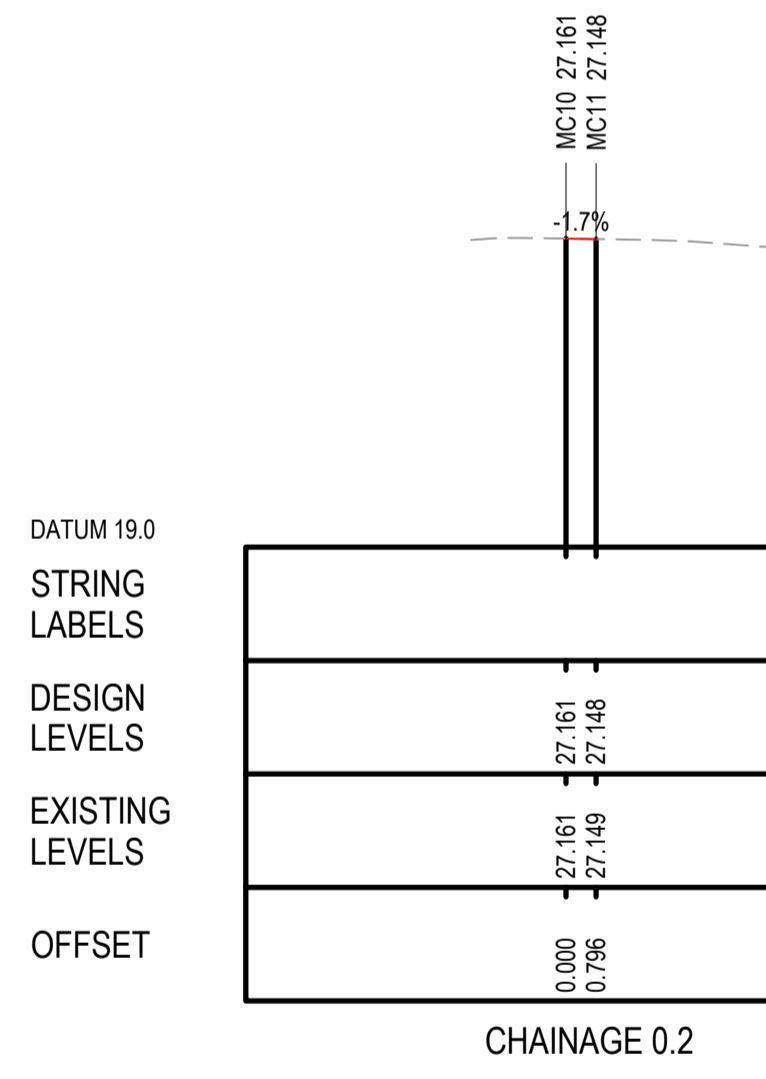 MC10 27.161
MC11 27.148
-1.7%
DATUM 19.0
STRING
LABELS
DESIGN
LEVELS
27.161
27.148
EXISTING
LEVELS
27.161
27.149
OFFSET
0.000
0.796
CHAINAGE 0.2